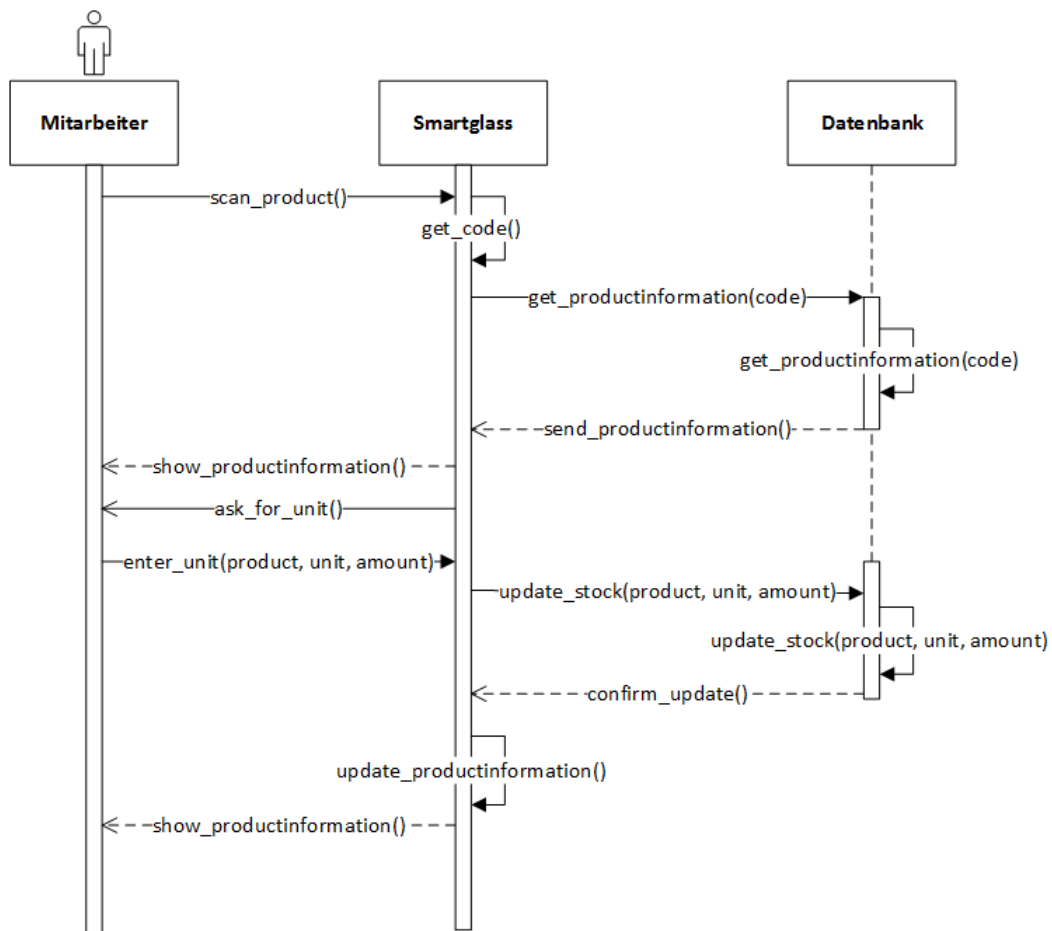 Mitarbeiter
Smartglass
Datenbank
scan_product()
get_code()
get_productinformation(code)
get_productinformation(code)
send_productinformation()
show_productinformation()
ask_for_unit()
enter_unit(product, unit, amount)
update_stock(product, unit, amount)
update_stock(product, unit, amount)
confirm_update()
update_productinformation()
show_productinformation()